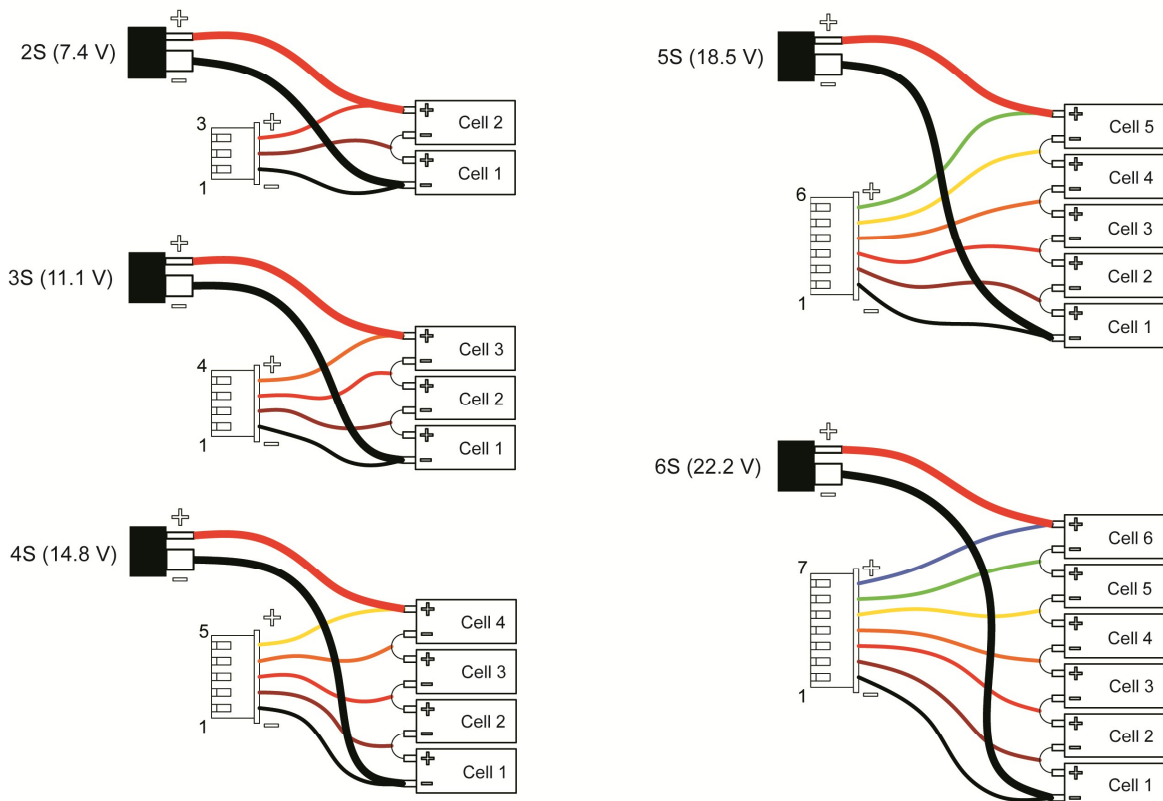 2S (7.4 V)
+
−
3
+
1
−
+
Cell 2
−
+
Cell 1
−
3S (11.1 V)
+
−
4
+
1
−
+
Cell 3
−
+
Cell 2
−
+
Cell 1
−
4S (14.8 V)
+
−
5
+
1
−
+
Cell 4
−
+
Cell 3
−
+
Cell 2
−
+
Cell 1
−
5S (18.5 V)
+
−
6
+
1
−
+
Cell 5
−
+
Cell 4
−
+
Cell 3
−
+
Cell 2
−
+
Cell 1
−
6S (22.2 V)
+
−
7
+
1
−
+
Cell 6
−
+
Cell 5
−
+
Cell 4
−
+
Cell 3
−
+
Cell 2
−
+
Cell 1
−